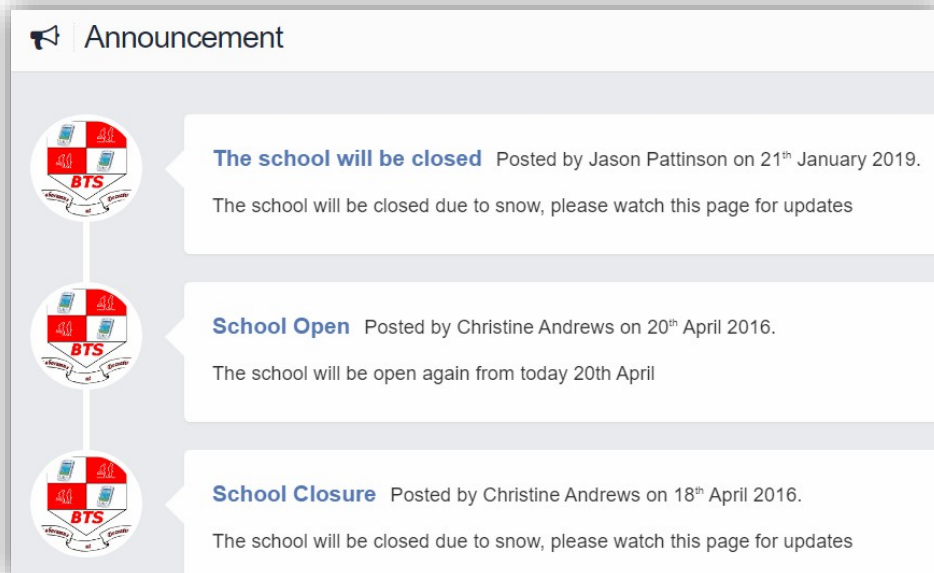 Announcement
BTS
The school will be closed Posted by Jason Pattinson on 21th January 2019.
The school will be closed due to snow, please watch this page for updates
BTS
School Open Posted by Christine Andrews on 20th April 2016.
The school will be open again from today 20th April
BTS
School Closure Posted by Christine Andrews on 18th April 2016.
The school will be closed due to snow, please watch this page for updates